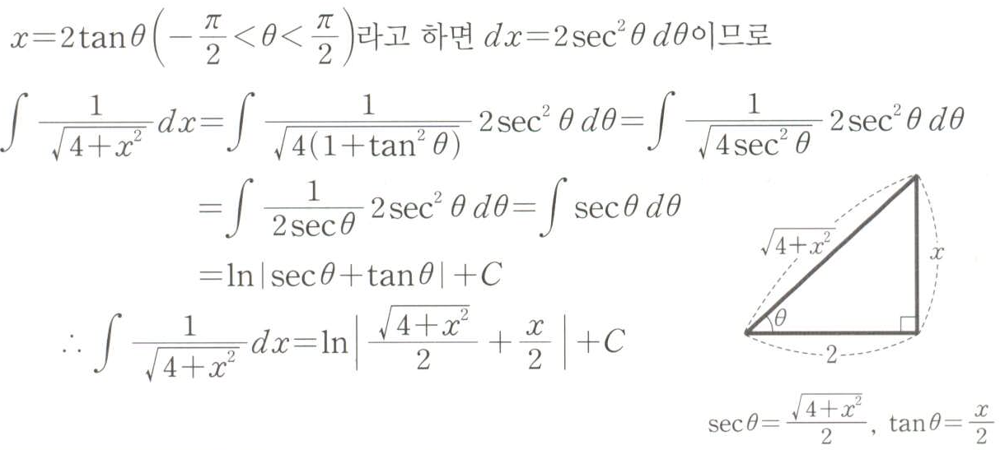 x=2tanθ(-π/2<θ<π/2)라고 하면 dx=2sec²θ dθ이므로
∫ 1/√(4+x²) dx=∫ 1/√(4(1+tan²θ)) 2sec²θ dθ=∫ 1/√(4sec²θ) 2sec²θ dθ
=∫ 1/(2secθ) 2sec²θ dθ=∫ secθ dθ
=ln|secθ+tanθ|+C
∴ ∫ 1/√(4+x²) dx=ln|√(4+x²)/2 + x/2|+C
√(4+x²)
x
θ
2
secθ=√(4+x²)/2, tanθ=x/2